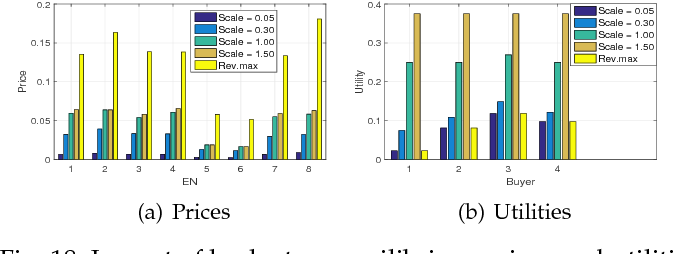 0.2
0.15
0.1
0.05
0
Price
1 2 3 4 5 6 7 8
EN
Scale = 0.05
Scale = 0.30
Scale = 1.00
Scale = 1.50
Rev.max
(a) Prices
0.4
0.3
0.2
0.1
0
Utility
1 2 3 4
Buyer
Scale = 0.05
Scale = 0.30
Scale = 1.00
Scale = 1.50
Rev.max
(b) Utilities